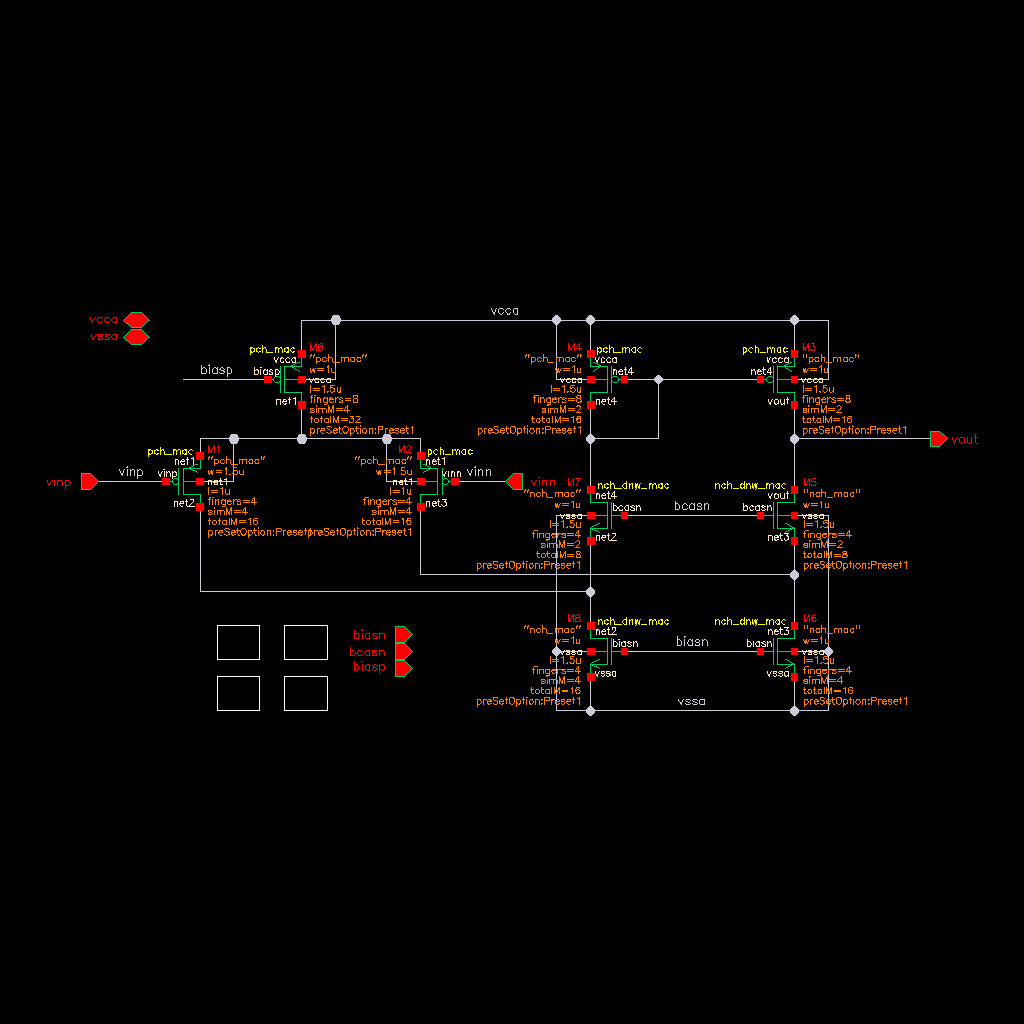 vcca
vssa
vcca
biasp
M0
pch_mac
"pch_mac"
vcca
w=1u
biasp
vcca
l=1.5u
fingers=8
net1
simM=4
totalM=32
preSetOption:Preset1
M4
pch_mac
"pch_mac"
vcca
w=1u
net4
vcca
l=1.5u
fingers=8
net4
simM=2
totalM=16
preSetOption:Preset1
M3
pch_mac
"pch_mac"
vcca
w=1u
net4
vcca
l=1.5u
fingers=8
vout
simM=2
totalM=16
preSetOption:Preset1
vout
vinp
vinp
M1
pch_mac
"pch_mac"
net1
w=1.5u
vinp
net1
l=1u
fingers=4
net2
simM=4
totalM=16
preSetOption:Preset1
M2
pch_mac
"pch_mac"
net1
w=1.5u
vinn
net1
l=1u
fingers=4
net3
simM=4
totalM=16
preSetOption:Preset1
vinn
vinn
M7
nch_dnw_mac
"nch_mac"
net4
w=1u
bcasn
vssa
l=1.5u
fingers=4
net2
simM=2
totalM=8
preSetOption:Preset1
bcasn
M5
nch_dnw_mac
"nch_mac"
vout
w=1u
bcasn
vssa
l=1.5u
fingers=4
net3
simM=2
totalM=8
preSetOption:Preset1
M8
nch_dnw_mac
"nch_mac"
net2
w=1u
biasn
vssa
l=1.5u
fingers=4
vssa
simM=4
totalM=16
preSetOption:Preset1
biasn
M6
nch_dnw_mac
"nch_mac"
net3
w=1u
biasn
vssa
l=1.5u
fingers=4
vssa
simM=4
totalM=16
preSetOption:Preset1
vssa
biasn
bcasn
biasp